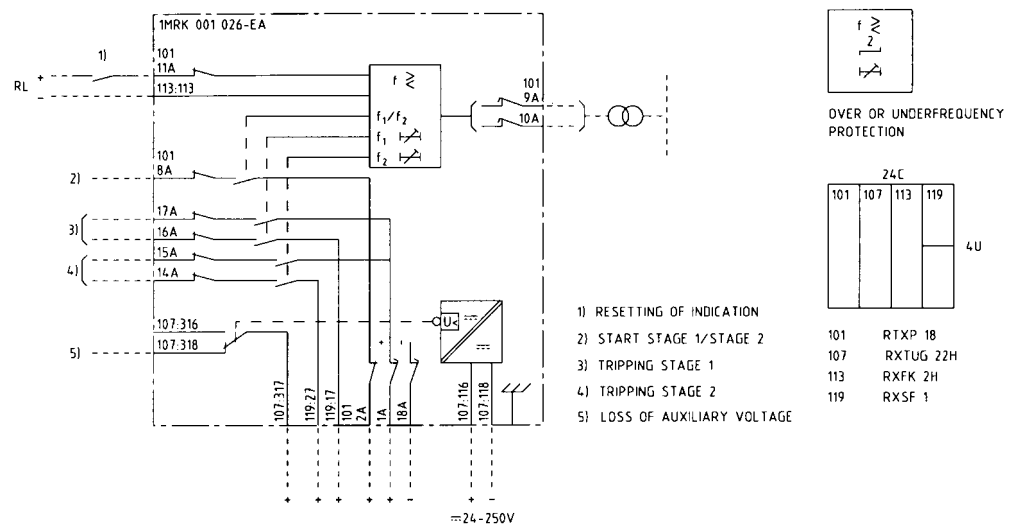 1MRK 001 026-EA
1)
101
11A
RL + -
113:113
f ≷
f1/f2
f1
f2
101
9A
10A
101
8A
2)
17A
3)
16A
15A
4)
14A
107:316
107:318
5)
U<
+ -
107:317
119:27
119:17
101
2A
1A
18A
107:116
107:118
+ + + + + - + -
24-250V
1) RESETTING OF INDICATION
2) START STAGE 1/STAGE 2
3) TRIPPING STAGE 1
4) TRIPPING STAGE 2
5) LOSS OF AUXILIARY VOLTAGE
f ≷
2
OVER OR UNDERFREQUENCY
PROTECTION
24C
101 107 113 119
4U
101 RTXP 18
107 RXTUG 22H
113 RXFK 2H
119 RXSF 1